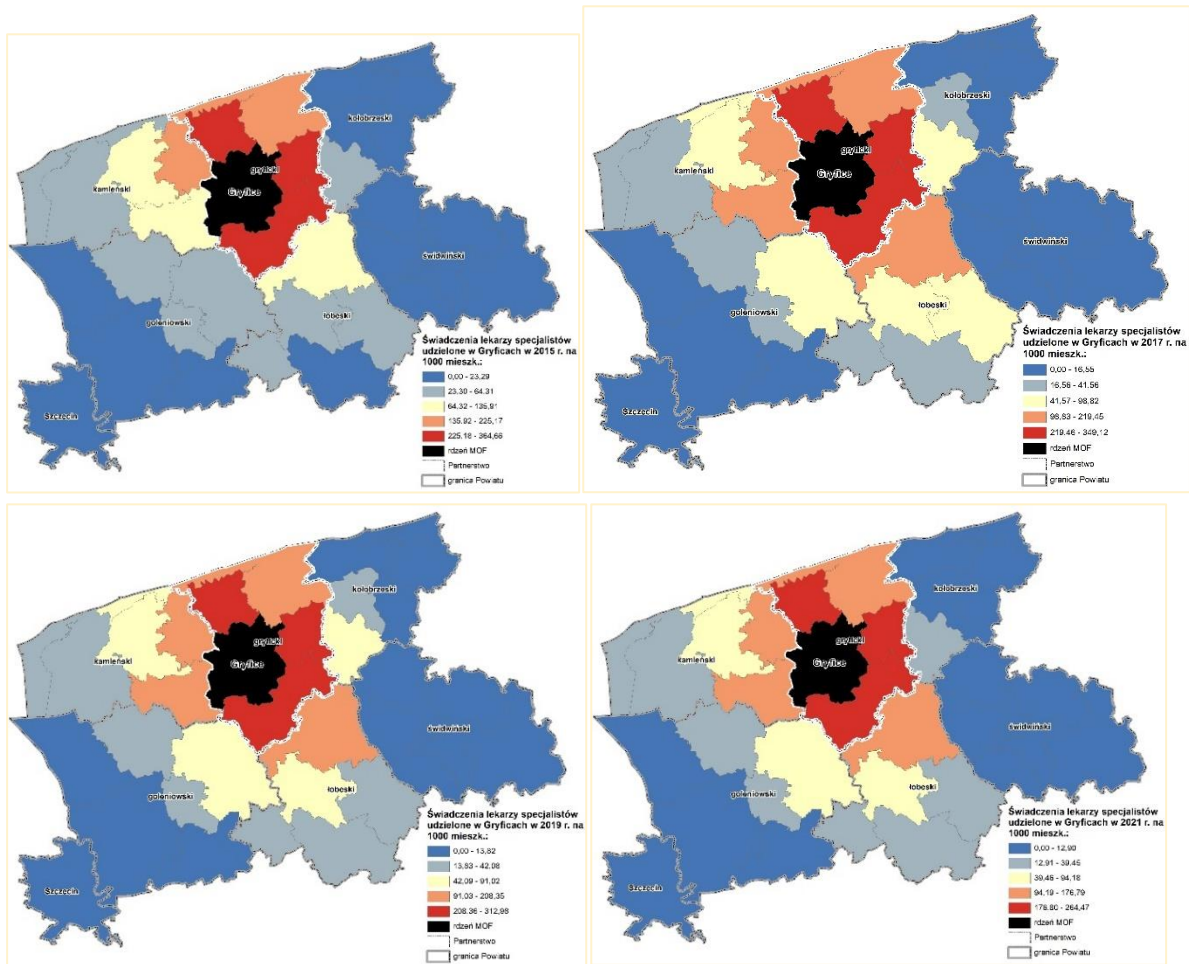 kołobrzeski
gryficki
Gryfice
kamieński
świdwiński
goleniowski
łobeski
Szczecin
Świadczenia lekarzy specjalistów
udzielone w Gryficach w 2015 r. na
1000 mieszk.:
0,00 - 23,29
23,30 - 64,31
64,32 - 135,91
135,92 - 225,17
225,18 - 364,66
rdzeń MOF
Partnerstwo
granica Powiatu
kołobrzeski
gryficki
Gryfice
kamieński
świdwiński
goleniowski
łobeski
Szczecin
Świadczenia lekarzy specjalistów
udzielone w Gryficach w 2017 r. na
1000 mieszk.:
0,00 - 16,55
16,56 - 41,56
41,57 - 98,82
98,83 - 219,45
219,46 - 349,12
rdzeń MOF
Partnerstwo
granica Powiatu
kołobrzeski
gryficki
Gryfice
kamieński
świdwiński
goleniowski
łobeski
Szczecin
Świadczenia lekarzy specjalistów
udzielone w Gryficach w 2019 r. na
1000 mieszk.:
0,00 - 13,82
13,83 - 42,08
42,09 - 91,02
91,03 - 208,35
208,36 - 312,98
rdzeń MOF
Partnerstwo
granica Powiatu
kołobrzeski
gryficki
Gryfice
kamieński
świdwiński
goleniowski
łobeski
Szczecin
Świadczenia lekarzy specjalistów
udzielone w Gryficach w 2021 r. na
1000 mieszk.:
0,00 - 12,90
12,91 - 39,45
39,46 - 94,18
94,19 - 176,79
176,80 - 264,47
rdzeń MOF
Partnerstwo
granica Powiatu